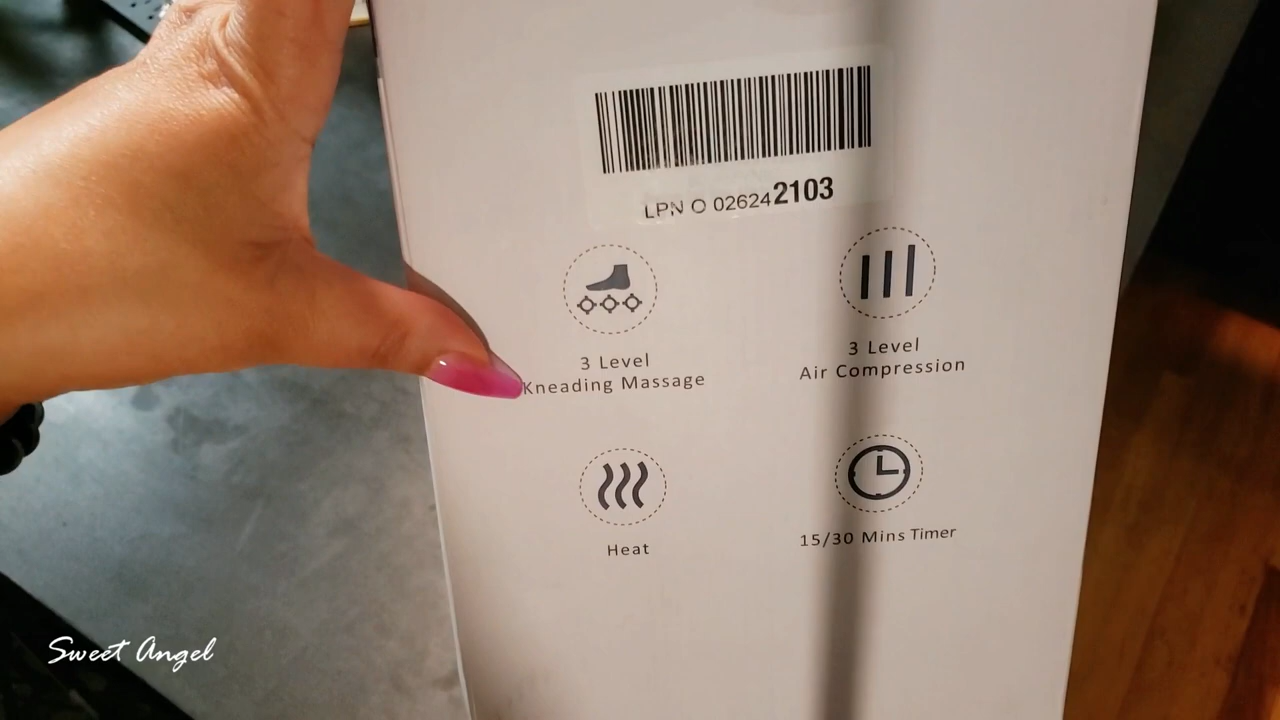 LPN O 026242103
3 Level
Kneading Massage
3 Level
Air Compression
Heat
15/30 Mins Timer
Sweet Angel